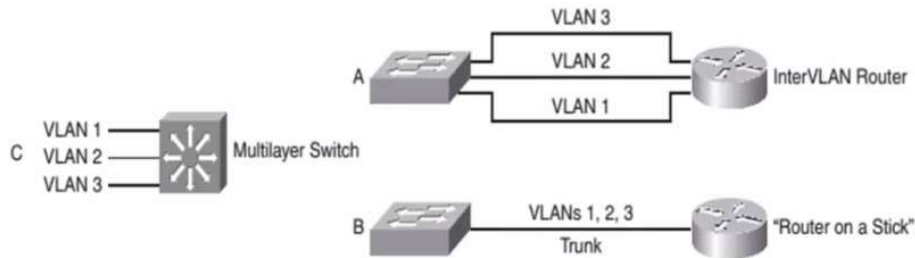 C
VLAN 1
VLAN 2
VLAN 3
Multilayer Switch
A
VLAN 3
VLAN 2
VLAN 1
InterVLAN Router
B
VLANs 1, 2, 3
Trunk
"Router on a Stick"